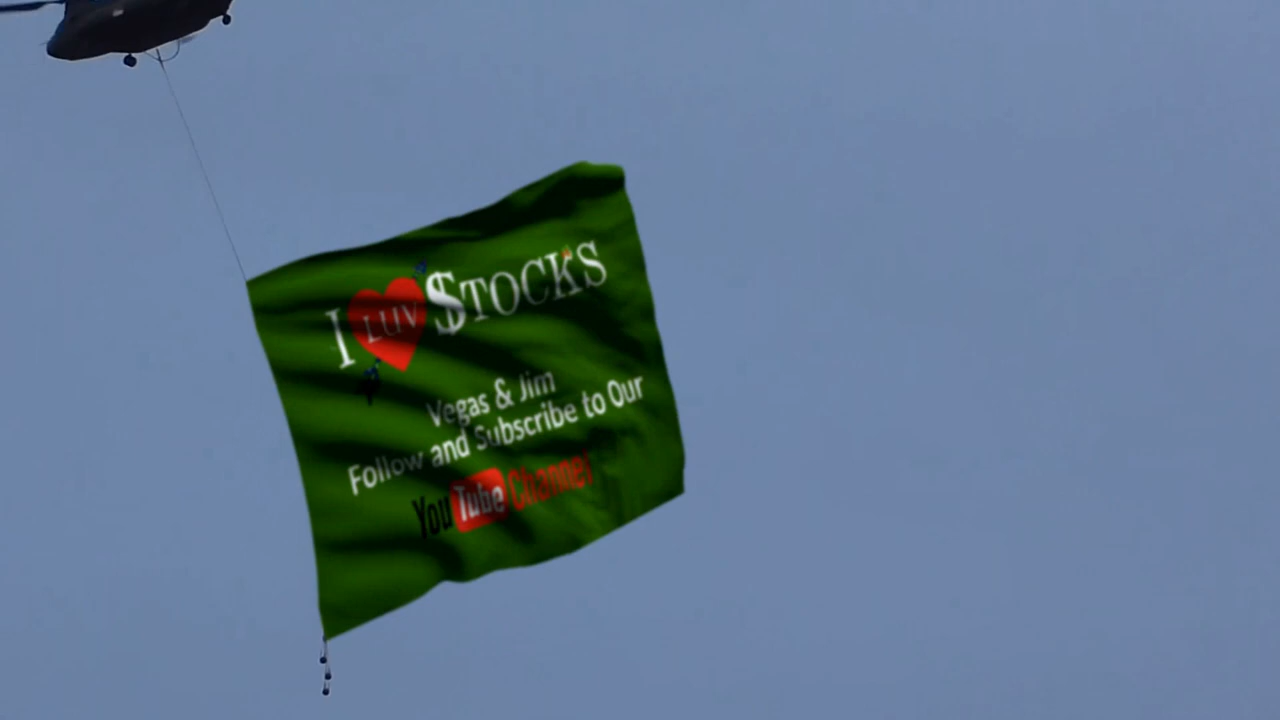 I LUV $TOCKS
Vegas & Jim
Follow and Subscribe to Our
YouTube Channel